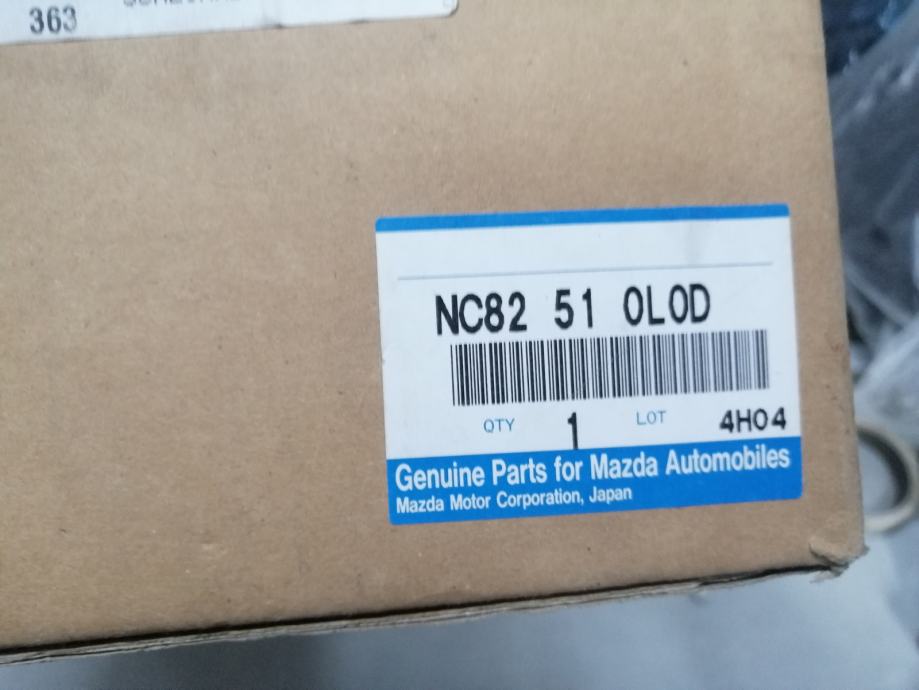 363
NC82 51 0L0D
QTY 1 LOT 4H04
Genuine Parts for Mazda Automobiles
Mazda Motor Corporation, Japan